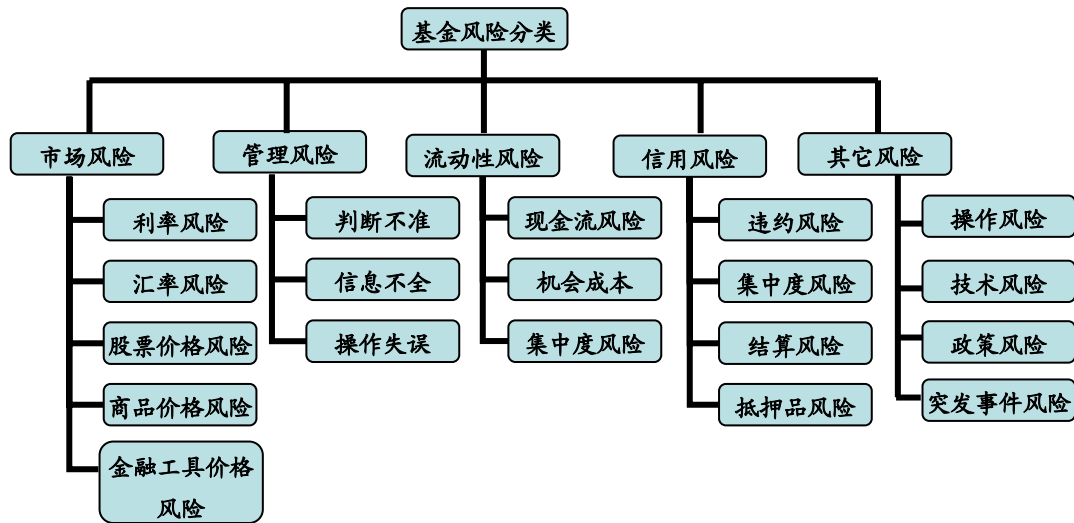 基金风险分类
市场风险
管理风险
流动性风险
信用风险
其它风险
利率风险
汇率风险
股票价格风险
商品价格风险
金融工具价格
风险
判断不准
信息不全
操作失误
现金流风险
机会成本
集中度风险
违约风险
集中度风险
结算风险
抵押品风险
操作风险
技术风险
政策风险
突发事件风险